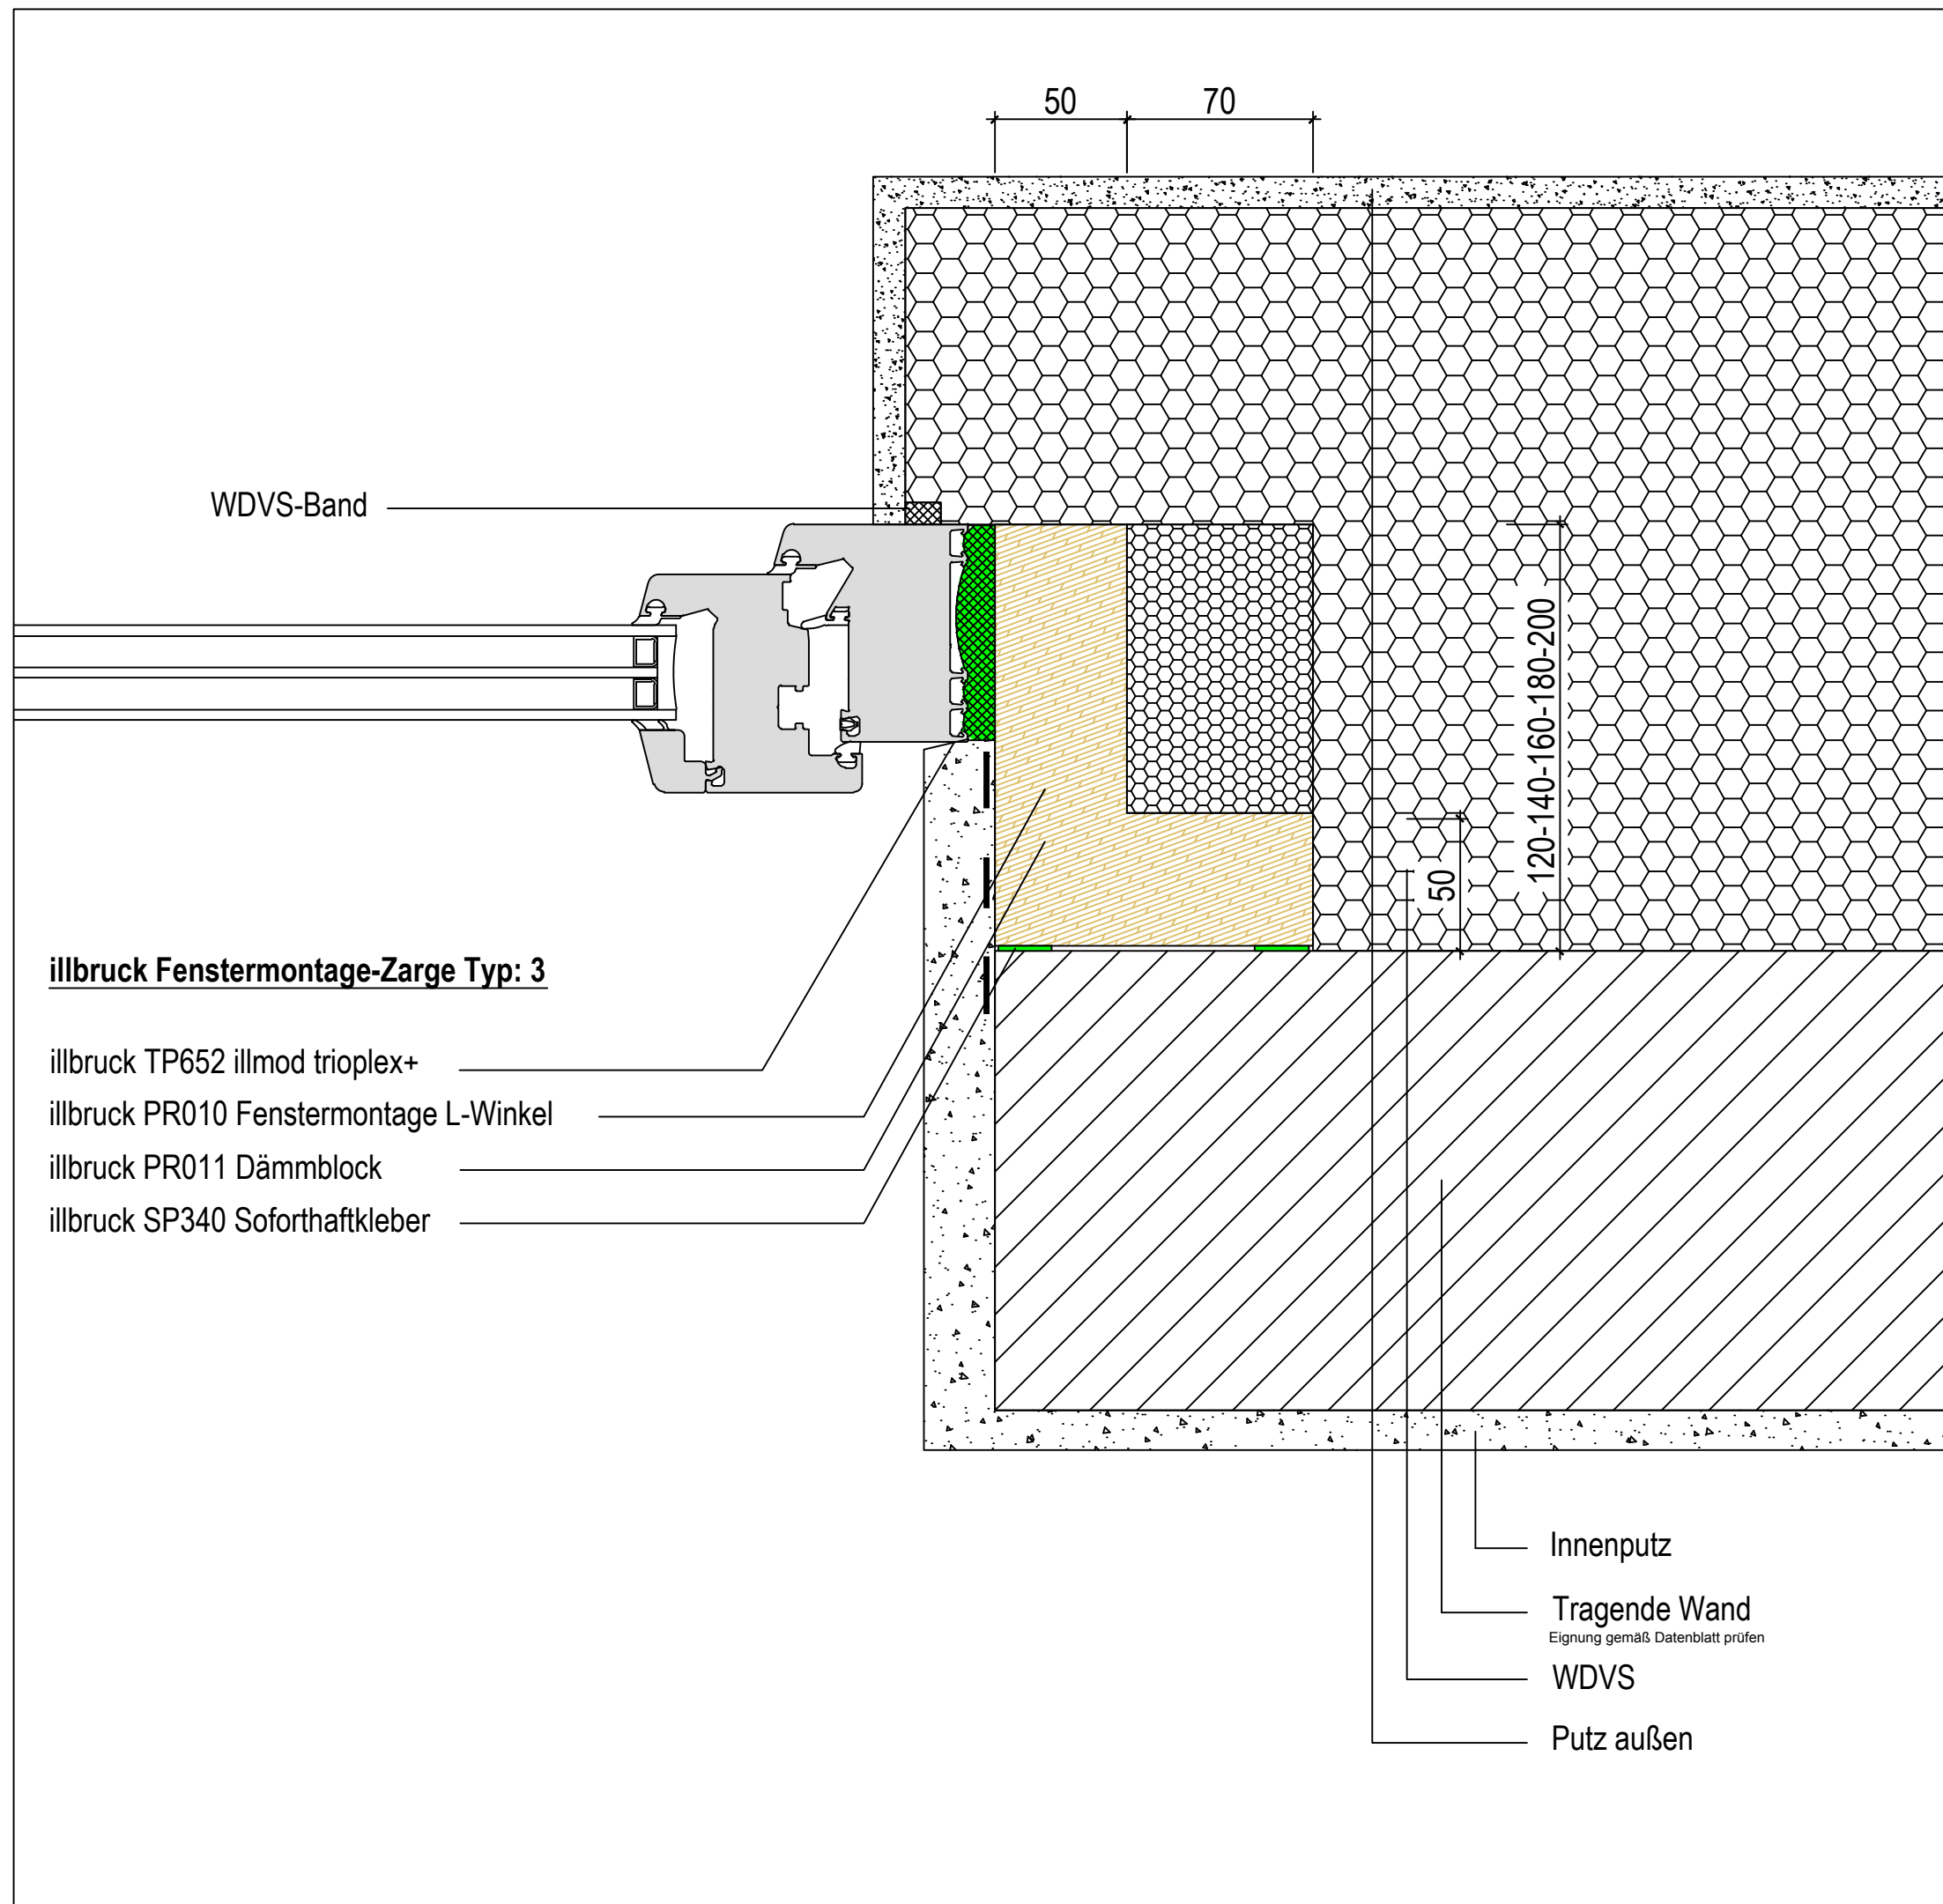 50
70
WDVS-Band
120-140-160-180-200
50
illbruck Fenstermontage-Zarge Typ: 3
illbruck TP652 illmod trioplex+
illbruck PR010 Fenstermontage L-Winkel
illbruck PR011 Dämmblock
illbruck SP340 Soforthaftkleber
Innenputz
Tragende Wand
Eignung gemäß Datenblatt prüfen
WDVS
Putz außen